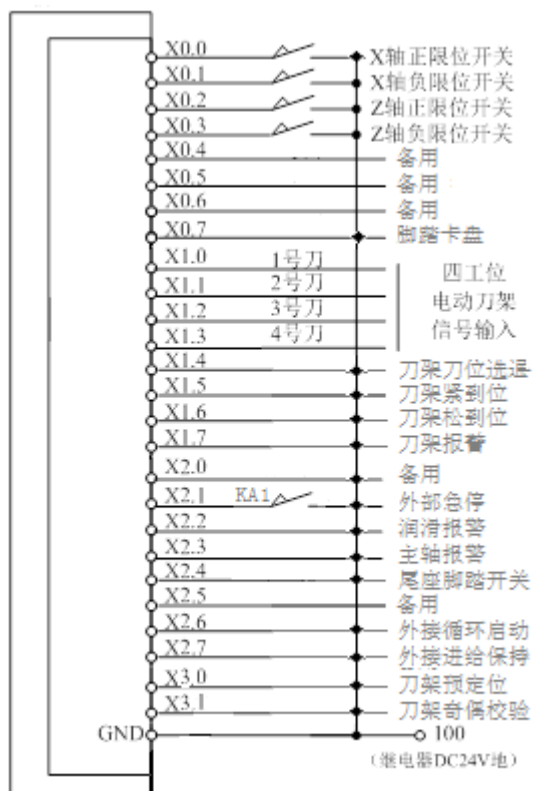 X0.0 X轴正限位开关
X0.1 X轴负限位开关
X0.2 Z轴正限位开关
X0.3 Z轴负限位开关
X0.4 备用
X0.5 备用
X0.6 备用
X0.7 脚踏卡盘
X1.0 1号刀 四工位
X1.1 2号刀 电动刀架
X1.2 3号刀 信号输入
X1.3 4号刀
X1.4 刀架刀位选通
X1.5 刀架紧到位
X1.6 刀架松到位
X1.7 刀架报警
X2.0 备用
X2.1 KA1 外部急停
X2.2 润滑报警
X2.3 主轴报警
X2.4 尾座脚踏开关
X2.5 备用
X2.6 外接循环启动
X2.7 外接进给保持
X3.0 刀架预定位
X3.1 刀架奇偶校验
GND 100
（继电器DC24V地）